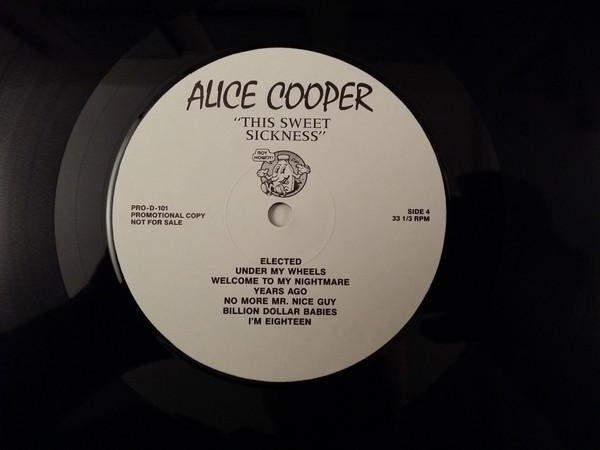 ALICE COOPER
"THIS SWEET
SICKNESS"
PRO-D-101
PROMOTIONAL COPY
NOT FOR SALE
SIDE 4
33 1/3 RPM
ELECTED
UNDER MY WHEELS
WELCOME TO MY NIGHTMARE
YEARS AGO
NO MORE MR. NICE GUY
BILLION DOLLAR BABIES
I'M EIGHTEEN